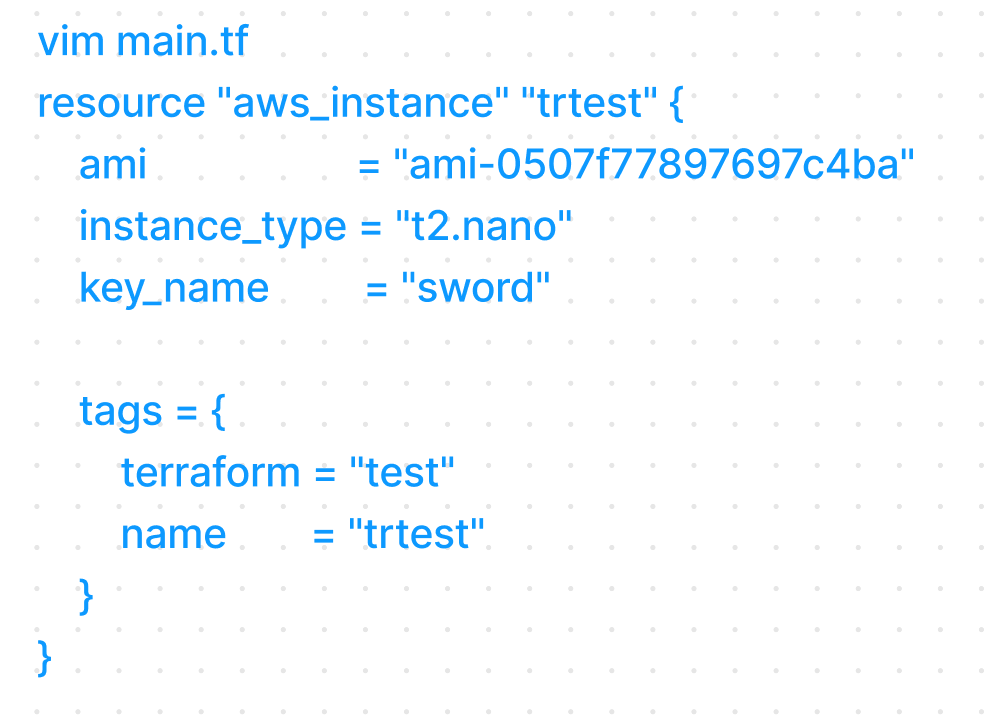 vim main.tf
resource "aws_instance" "trtest" {
    ami                    = "ami-0507f77897697c4ba"
    instance_type = "t2.nano"
    key_name         = "sword"

    tags = {
        terraform = "test"
        name        = "trtest"
    }
}